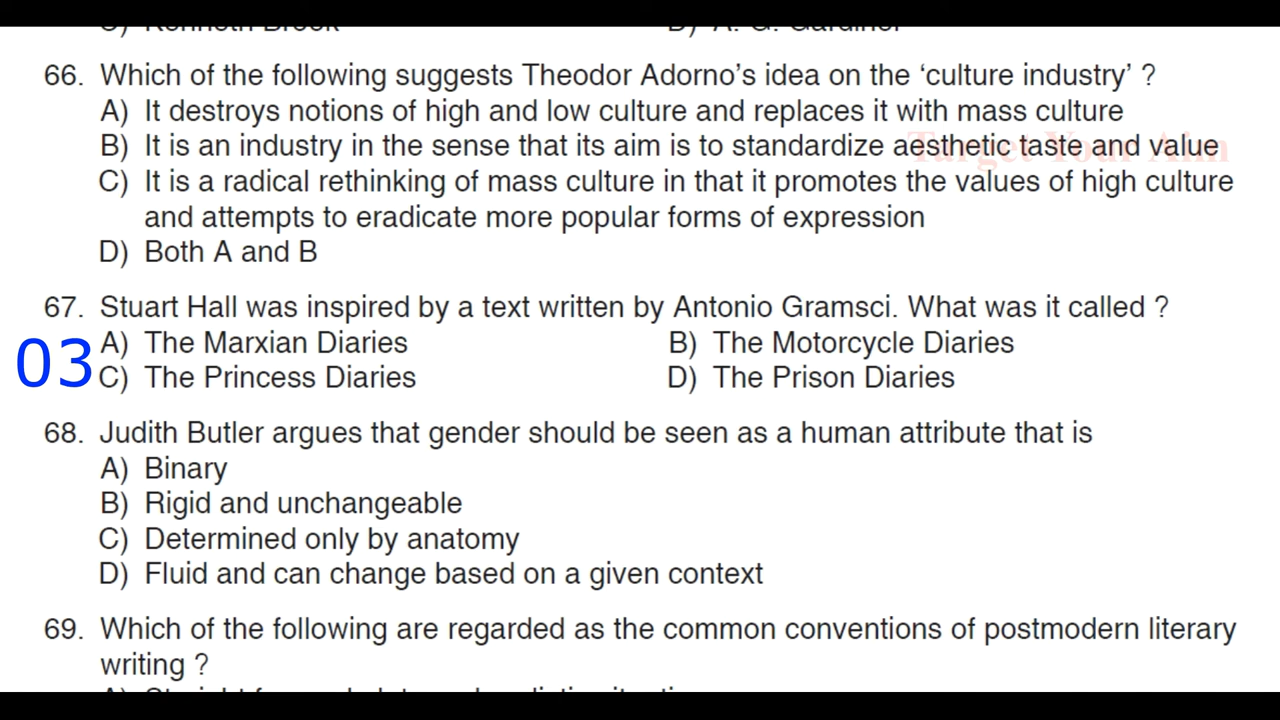 66. Which of the following suggests Theodor Adorno's idea on the ‘culture industry’ ?
A) It destroys notions of high and low culture and replaces it with mass culture
Target Your Aim
B) It is an industry in the sense that its aim is to standardize aesthetic taste and value
C) It is a radical rethinking of mass culture in that it promotes the values of high culture
and attempts to eradicate more popular forms of expression
D) Both A and B
67. Stuart Hall was inspired by a text written by Antonio Gramsci. What was it called ?
A) The Marxian Diaries B) The Motorcycle Diaries
03
C) The Princess Diaries D) The Prison Diaries
68. Judith Butler argues that gender should be seen as a human attribute that is
A) Binary
B) Rigid and unchangeable
C) Determined only by anatomy
D) Fluid and can change based on a given context
69. Which of the following are regarded as the common conventions of postmodern literary
writing ?